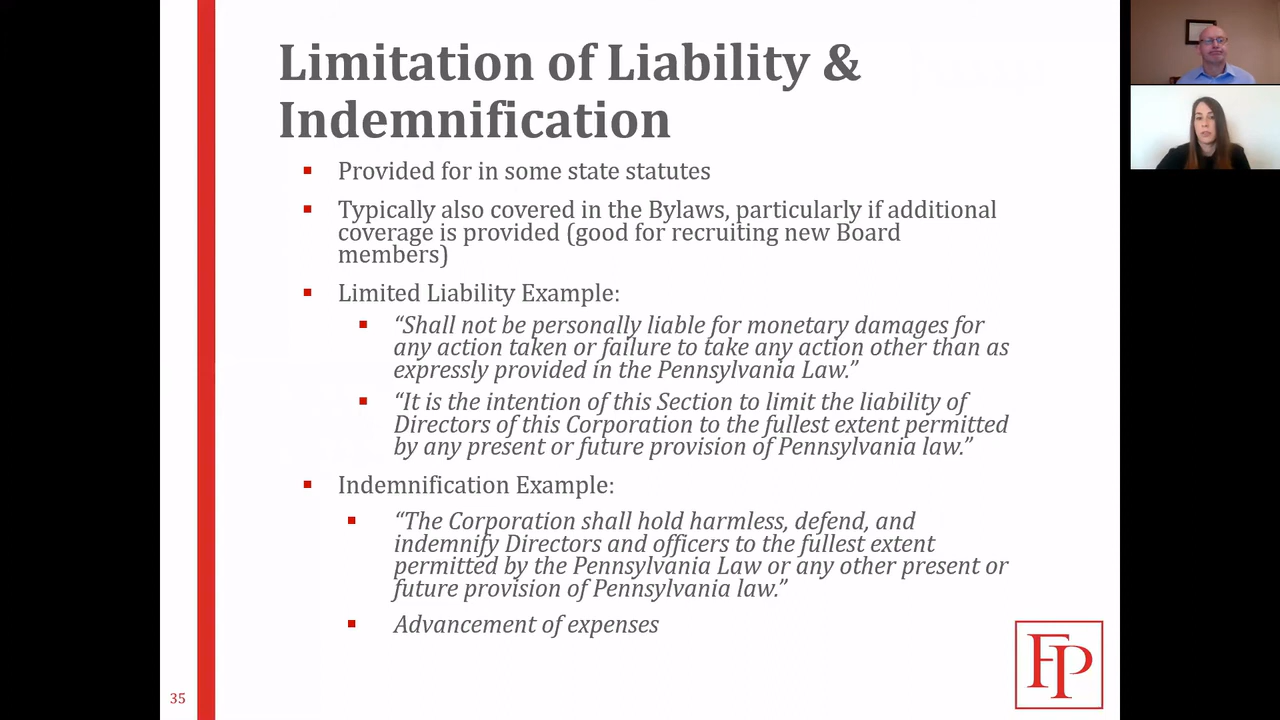 Limitation of Liability &
Indemnification
Provided for in some state statutes
Typically also covered in the Bylaws, particularly if additional
coverage is provided (good for recruiting new Board
members)
Limited Liability Example:
“Shall not be personally liable for monetary damages for
any action taken or failure to take any action other than as
expressly provided in the Pennsylvania Law.”
“It is the intention of this Section to limit the liability of
Directors of this Corporation to the fullest extent permitted
by any present or future provision of Pennsylvania law.”
Indemnification Example:
“The Corporation shall hold harmless, defend, and
indemnify Directors and officers to the fullest extent
permitted by the Pennsylvania Law or any other present or
future provision of Pennsylvania law.”
Advancement of expenses
FP
35